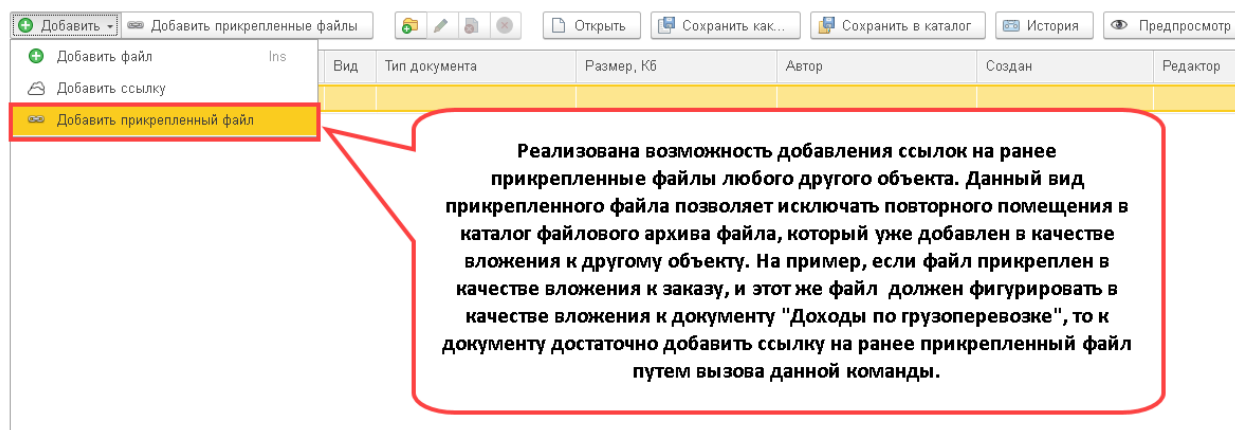 Добавить Добавить прикрепленные файлы Открыть Сохранить как... Сохранить в каталог История Предпросмотр
Добавить файл Ins
Вид Тип документа Размер, Кб Автор Создан Редактор
Добавить ссылку
Добавить прикрепленный файл
Реализована возможность добавления ссылок на ранее
прикрепленные файлы любого другого объекта. Данный вид
прикрепленного файла позволяет исключать повторного помещения в
каталог файлового архива файла, который уже добавлен в качестве
вложения к другому объекту. На пример, если файл прикреплен в
качестве вложения к заказу, и этот же файл должен фигурировать в
качестве вложения к документу "Доходы по грузоперевозке", то к
документу достаточно добавить ссылку на ранее прикрепленный файл
путем вызова данной команды.